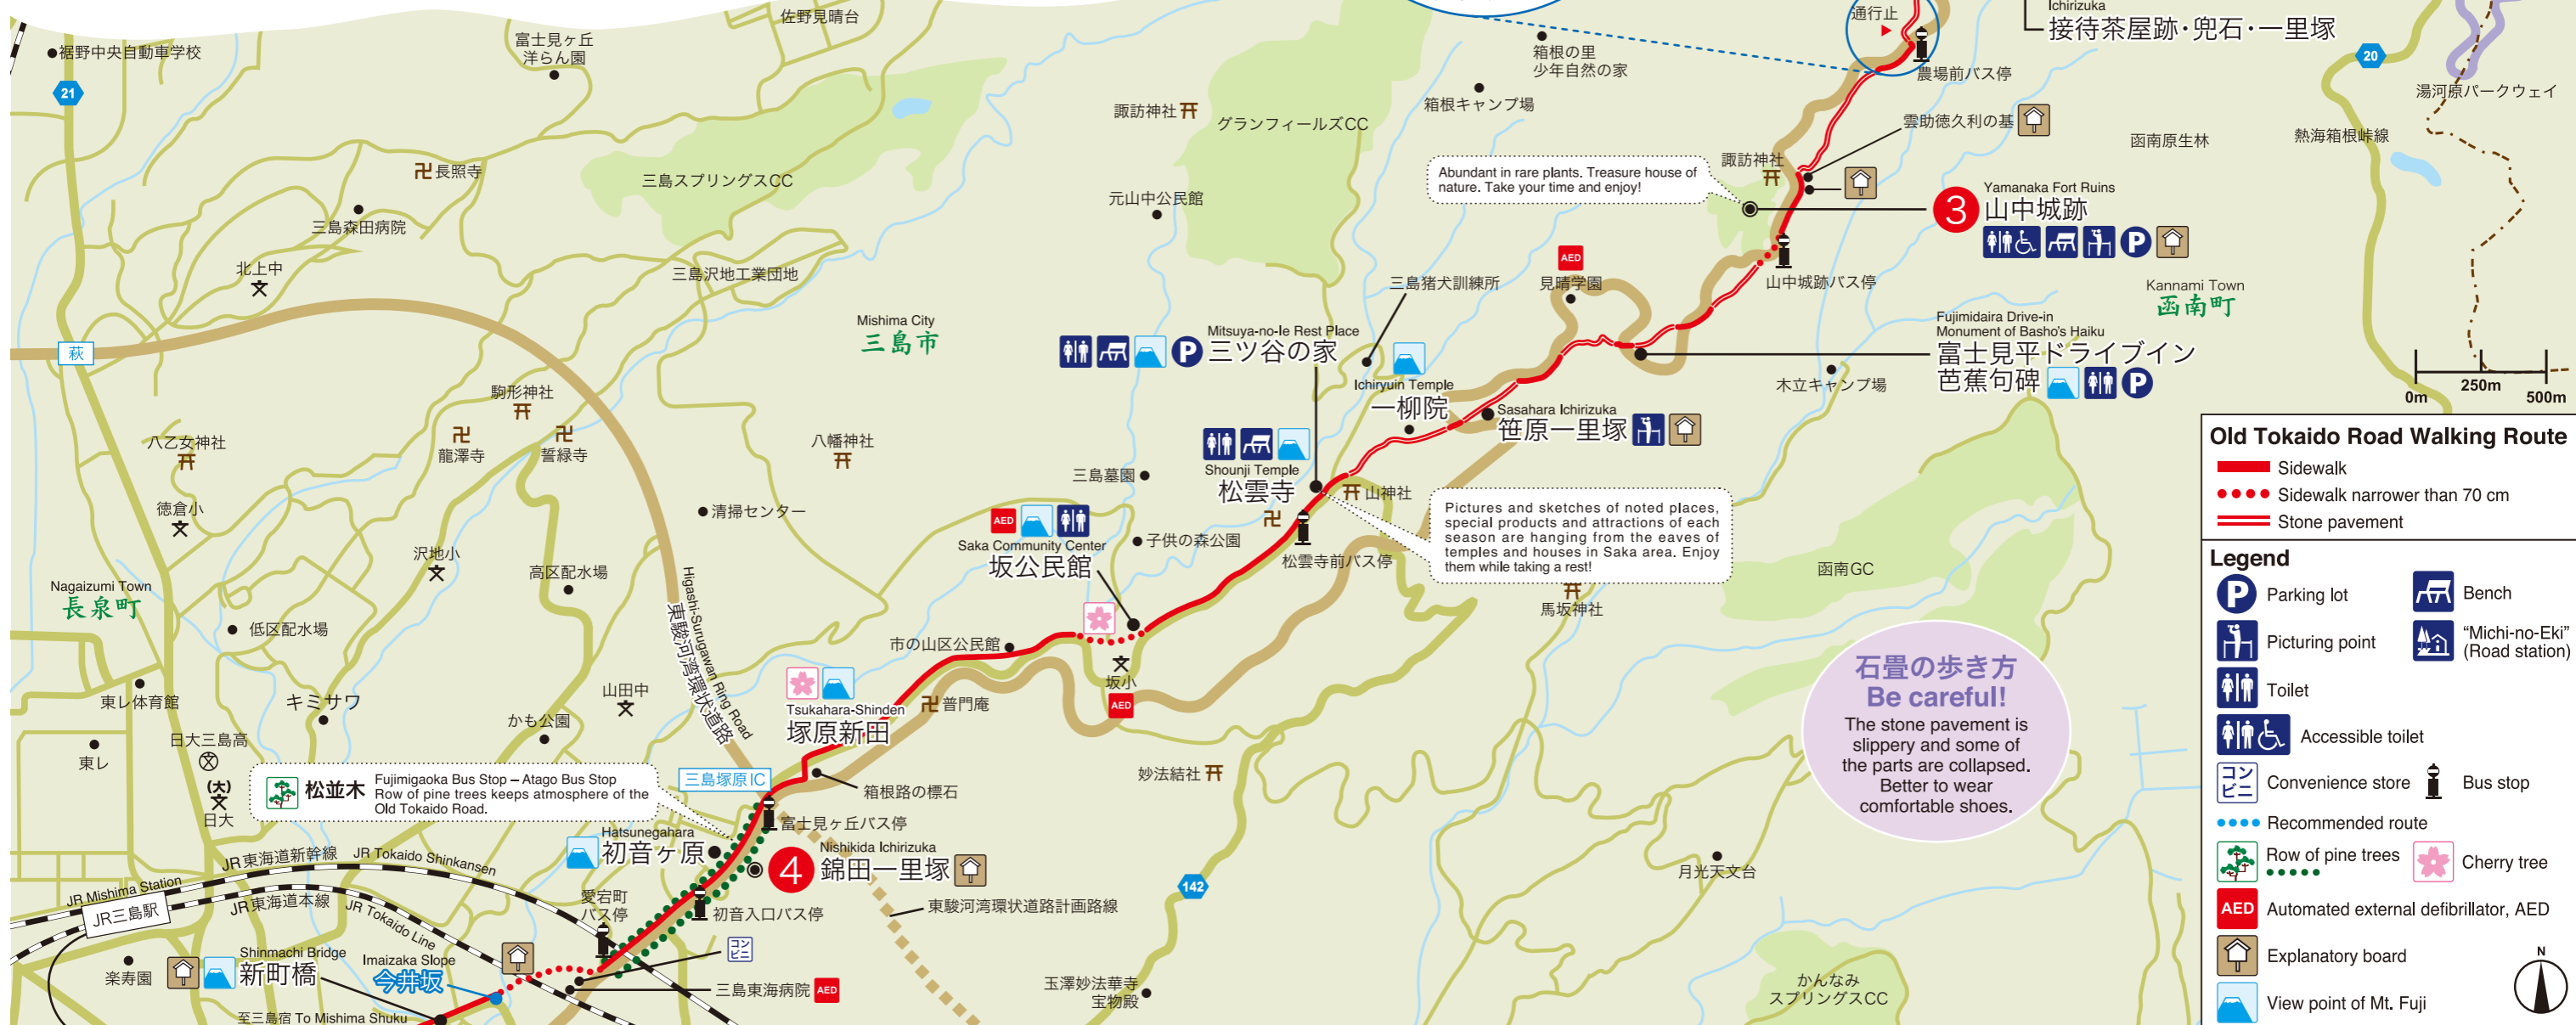 佐野見晴台
通行止
Ichirizuka
接待茶屋跡・兜石・一里塚
裾野中央自動車学校
富士見ヶ丘
洋らん園
箱根の里
少年自然の家
農場前バス停
20
21
湯河原パークウェイ
箱根キャンプ場
諏訪神社
グランフィールズCC
雲助徳久利の墓
函南原生林
熱海箱根峠線
長照寺
三島スプリングスCC
Abundant in rare plants. Treasure house of
nature. Take your time and enjoy!
諏訪神社
元山中公民館
Yamanaka Fort Ruins
3 山中城跡
P
三島森田病院
北上中
三島沢地工業団地
AED
見晴学園
三島猪犬訓練所
山中城跡バス停
Kannami Town
函南町
Mishima City
三島市
Mitsuya-no-Ie Rest Place
P 三ツ谷の家
Fujimidaira Drive-in
Monument of Basho's Haiku
富士見平ドライブイン
芭蕉句碑
P
萩
250m
0m
500m
木立キャンプ場
Ichiryuin Temple
一柳院
Sasahara Ichirizuka
笹原一里塚
駒形神社
八乙女神社
龍澤寺
誓緑寺
八幡神社
Shounji Temple
松雲寺
三島墓園
山神社
徳倉小
清掃センター
AED
Saka Community Center
坂公民館
子供の森公園
松雲寺前バス停
Pictures and sketches of noted places,
special products and attractions of each
season are hanging from the eaves of
temples and houses in Saka area. Enjoy
them while taking a rest!
沢地小
高区配水場
Higashi-Surugawan Ring Road
東駿河湾環状道路
函南GC
馬坂神社
Nagaizumi Town
長泉町
低区配水場
市の山区公民館
坂小
AED
東レ体育館
キミサワ
山田中
Tsukahara-Shinden
塚原新田
普門庵
かも公園
日大三島高
東レ
(大)
日大
松並木
Fujimigaoka Bus Stop – Atago Bus Stop
Row of pine trees keeps atmosphere of the
Old Tokaido Road.
三島塚原IC
箱根路の標石
妙法結社
石畳の歩き方
Be careful!
The stone pavement is
slippery and some of
the parts are collapsed.
Better to wear
comfortable shoes.
富士見ヶ丘バス停
Hatsunegahara
初音ヶ原
Nishikida Ichirizuka
4 錦田一里塚
JR東海道新幹線
JR Tokaido Shinkansen
JR Mishima Station
JR三島駅
JR東海道本線
JR Tokaido Line
愛宕町
バス停
初音入口バス停
東駿河湾環状道路計画路線
142
月光天文台
コン
ビニ
楽寿園
Shinmachi Bridge
新町橋
Imaizaka Slope
今井坂
三島東海病院
AED
玉澤妙法華寺
宝物殿
かんなみ
スプリングスCC
至三島宿 To Mishima Shuku
Old Tokaido Road Walking Route
Sidewalk
Sidewalk narrower than 70 cm
Stone pavement
Legend
P Parking lot
Bench
Picturing point
"Michi-no-Eki"
(Road station)
Toilet
Accessible toilet
コン
ビニ
Convenience store
Bus stop
Recommended route
Row of pine trees
Cherry tree
AED Automated external defibrillator, AED
Explanatory board
View point of Mt. Fuji
N